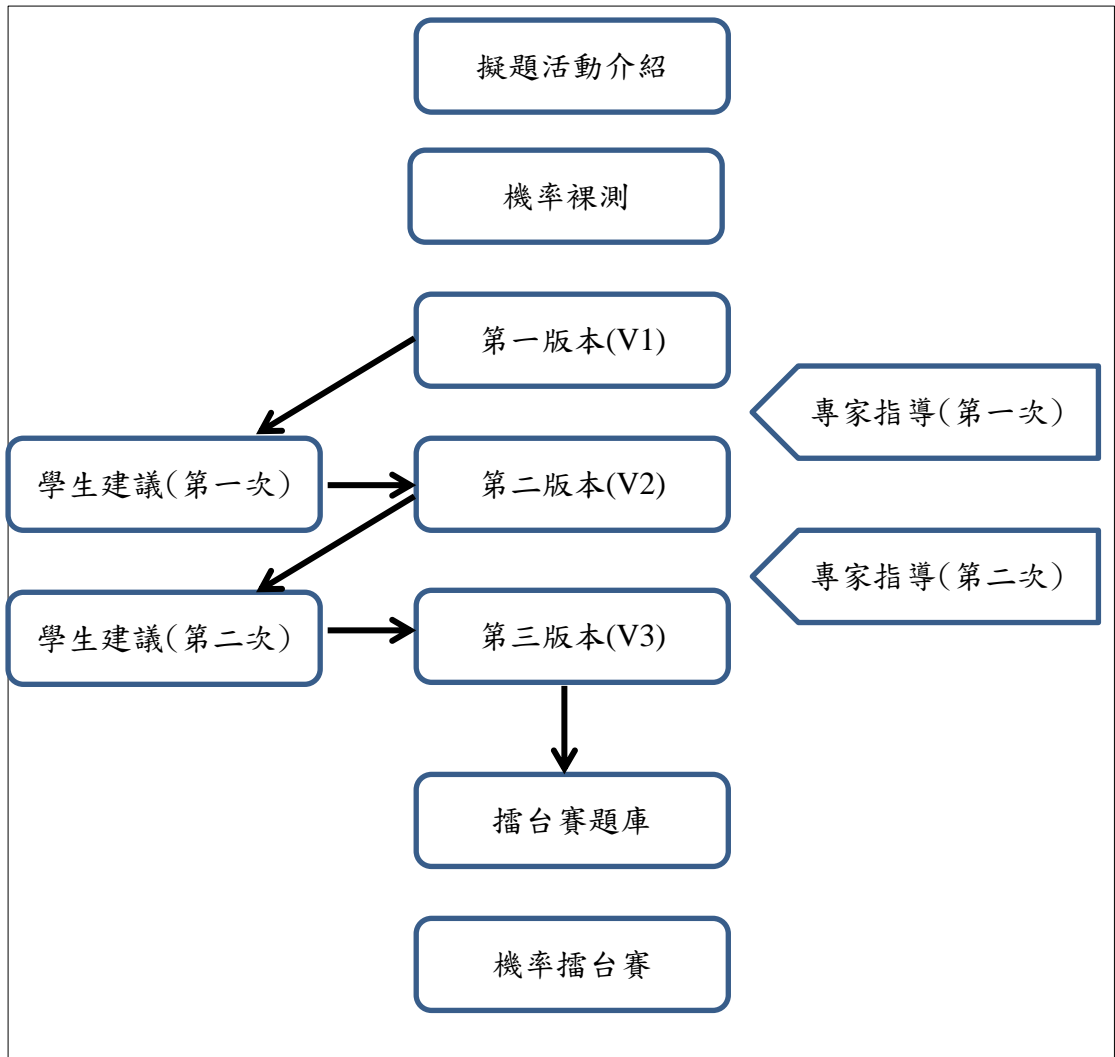 擬題活動介紹
機率裸測
第一版本(V1)
專家指導(第一次)
學生建議(第一次)
第二版本(V2)
專家指導(第二次)
學生建議(第二次)
第三版本(V3)
擂台賽題庫
機率擂台賽